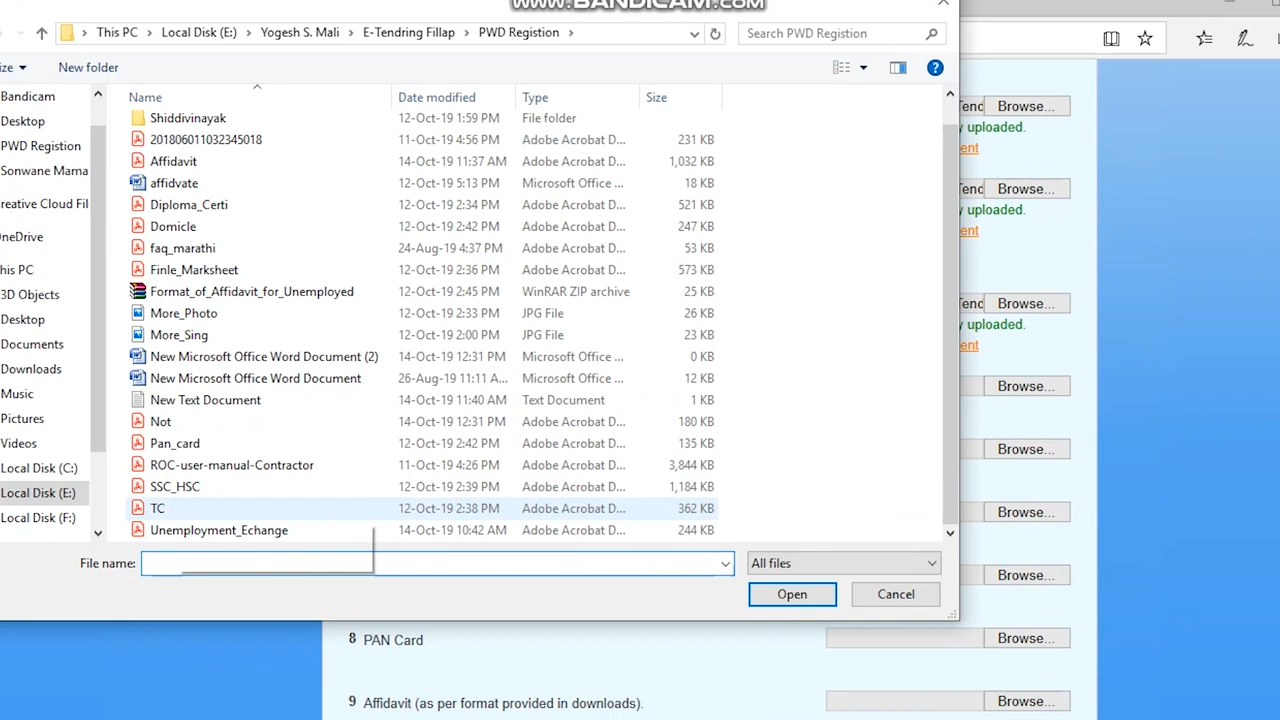 www.BANDICAM.com
This PC > Local Disk (E:) > Yogesh S. Mali > E-Tendring Fillap > PWD Registion >
Search PWD Registion
New folder
Name Date modified Type Size
Bandicam
Desktop
PWD Registion
Sonwane Mama
Creative Cloud Fil
OneDrive
This PC
3D Objects
Desktop
Documents
Downloads
Music
Pictures
Videos
Local Disk (C:)
Local Disk (E:)
Local Disk (F:)
Shiddivinayak 12-Oct-19 1:59 PM File folder
201806011032345018 11-Oct-19 4:56 PM Adobe Acrobat D... 231 KB
Affidavit 14-Oct-19 11:37 AM Adobe Acrobat D... 1,032 KB
affidvate 12-Oct-19 5:13 PM Microsoft Office ... 18 KB
Diploma_Certi 12-Oct-19 2:34 PM Adobe Acrobat D... 521 KB
Domicle 12-Oct-19 2:42 PM Adobe Acrobat D... 247 KB
faq_marathi 24-Aug-19 4:37 PM Adobe Acrobat D... 53 KB
Finle_Marksheet 12-Oct-19 2:36 PM Adobe Acrobat D... 573 KB
Format_of_Affidavit_for_Unemployed 12-Oct-19 2:45 PM WinRAR ZIP archive 25 KB
More_Photo 12-Oct-19 2:33 PM JPG File 26 KB
More_Sing 12-Oct-19 2:00 PM JPG File 23 KB
New Microsoft Office Word Document (2) 14-Oct-19 12:31 PM Microsoft Office ... 0 KB
New Microsoft Office Word Document 26-Aug-19 11:11 A... Microsoft Office ... 12 KB
New Text Document 14-Oct-19 11:40 AM Text Document 1 KB
Not 14-Oct-19 12:31 PM Adobe Acrobat D... 180 KB
Pan_card 12-Oct-19 2:42 PM Adobe Acrobat D... 135 KB
ROC-user-manual-Contractor 11-Oct-19 4:26 PM Adobe Acrobat D... 3,844 KB
SSC_HSC 12-Oct-19 2:39 PM Adobe Acrobat D... 1,184 KB
TC 12-Oct-19 2:38 PM Adobe Acrobat D... 362 KB
Unemployment_Echange 14-Oct-19 10:42 AM Adobe Acrobat D... 244 KB
File name: All files
Open Cancel
Browse...
uploaded.
Browse...
uploaded.
Browse...
uploaded.
Browse...
Browse...
Browse...
Browse...
8 PAN Card Browse...
9 Affidavit (as per format provided in downloads). Browse...